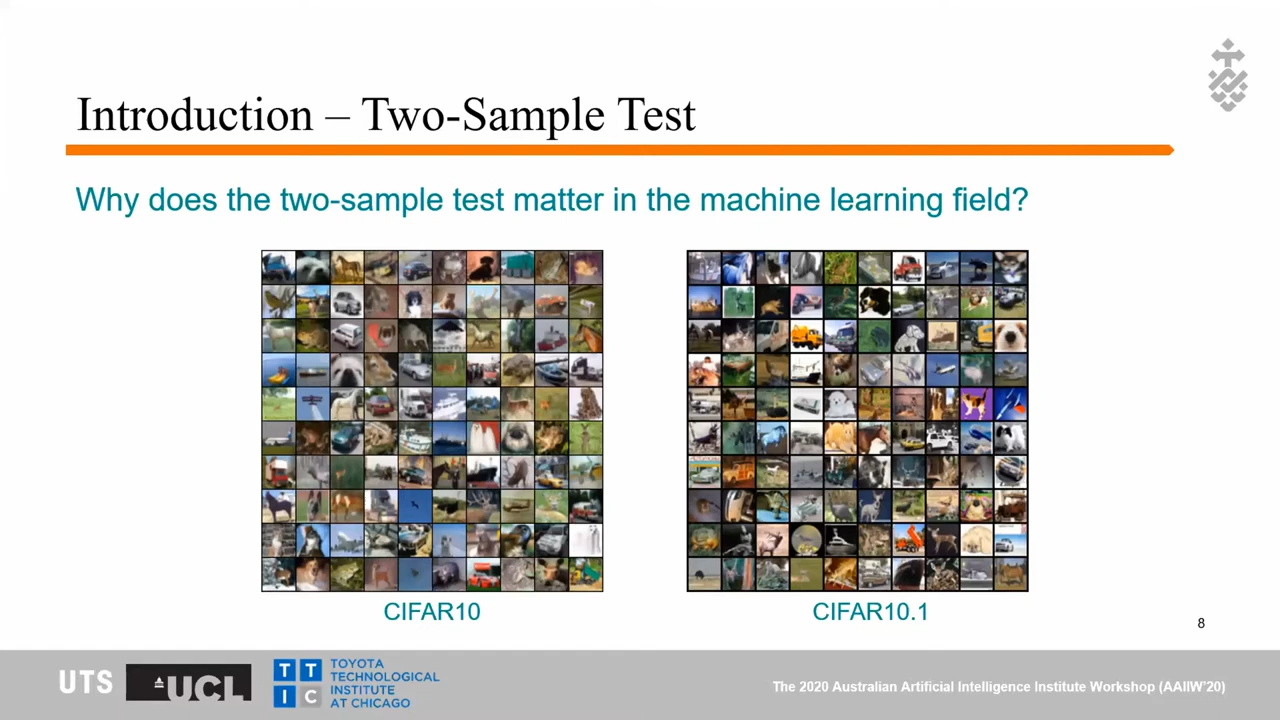 Introduction – Two-Sample Test
Why does the two-sample test matter in the machine learning field?
CIFAR10
CIFAR10.1
8
UTS
UCL
T T
I C
TOYOTA
TECHNOLOGICAL
INSTITUTE
AT CHICAGO
The 2020 Australian Artificial Intelligence Institute Workshop (AAIIW'20)